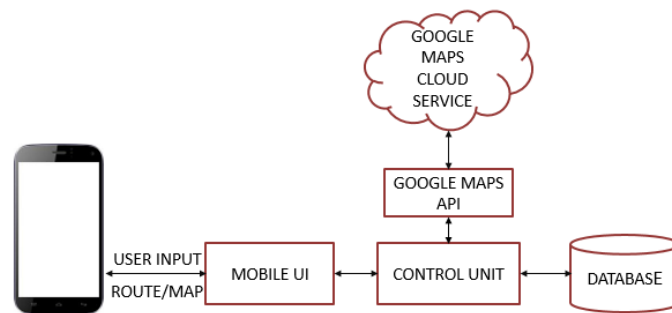 GOOGLE
MAPS
CLOUD
SERVICE
GOOGLE MAPS
API
USER INPUT
ROUTE/MAP
MOBILE UI
CONTROL UNIT
DATABASE